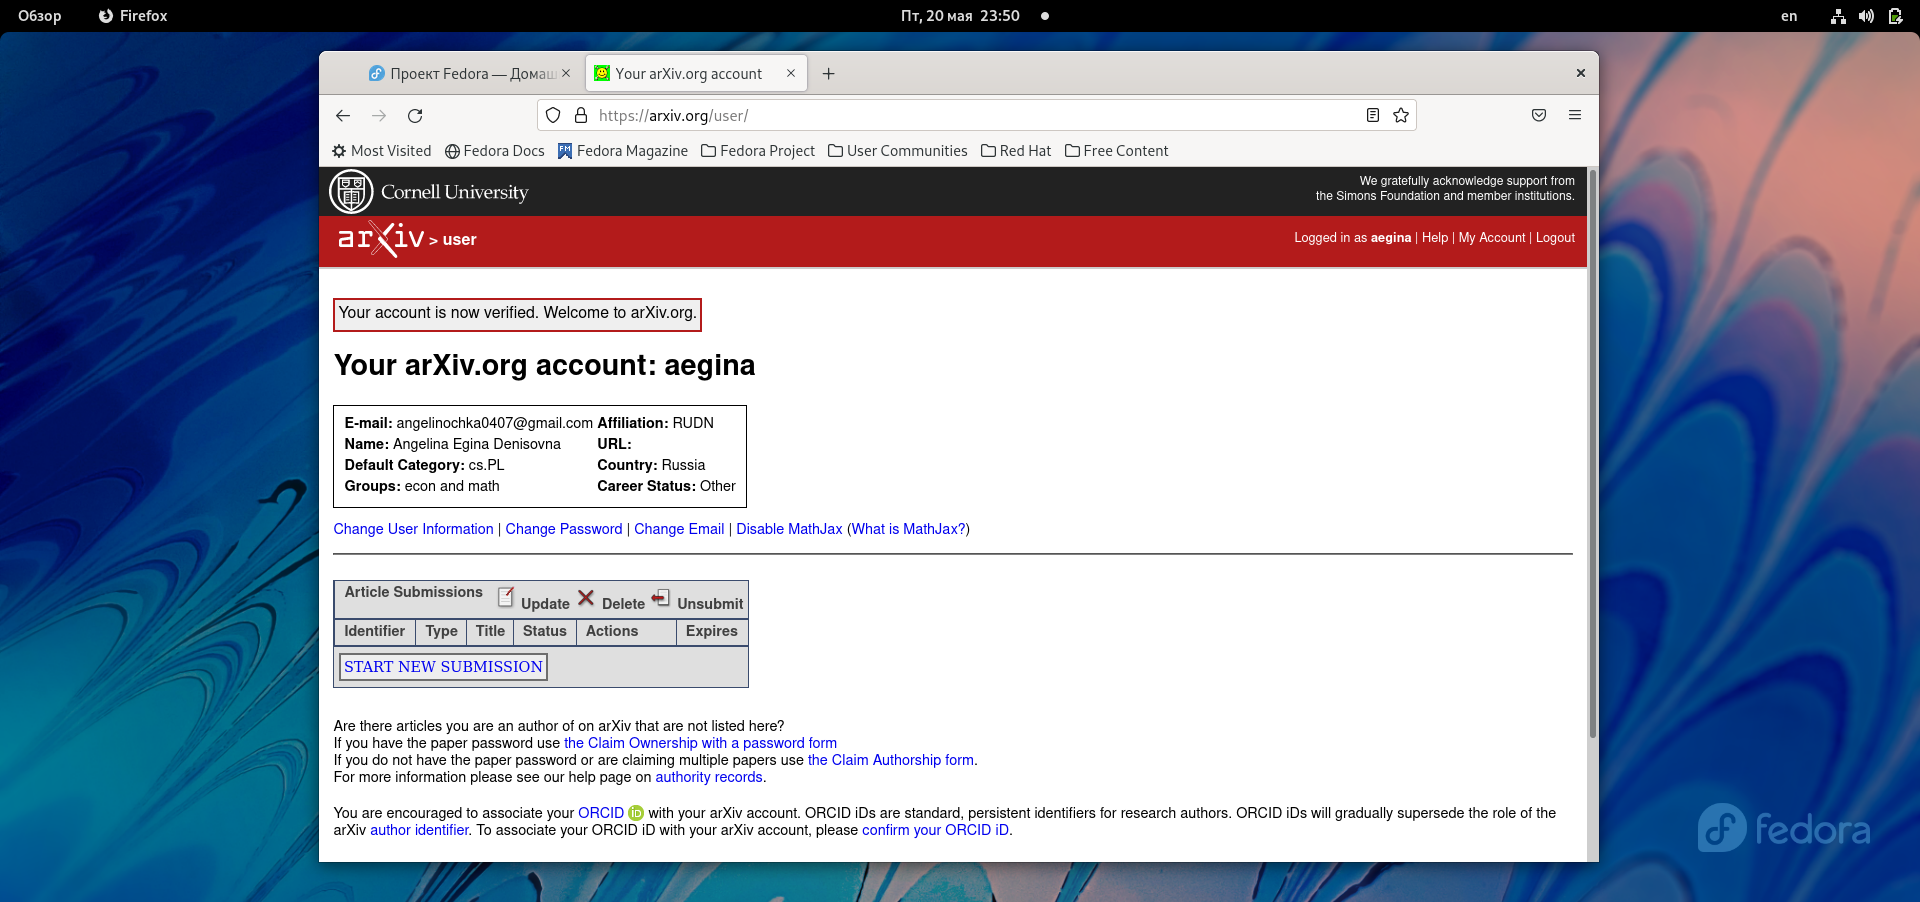 Обзор Firefox Пт, 20 мая 23:50 en
Проект Fedora — Домаш Your arXiv.org account
https://arxiv.org/user/
Most Visited Fedora Docs Fedora Magazine Fedora Project User Communities Red Hat Free Content
Cornell University
We gratefully acknowledge support from
the Simons Foundation and member institutions.
arXiv > user
Logged in as aegina | Help | My Account | Logout
Your account is now verified. Welcome to arXiv.org.
Your arXiv.org account: aegina
E-mail: angelinochka0407@gmail.com Affiliation: RUDN
Name: Angelina Egina Denisovna URL:
Default Category: cs.PL Country: Russia
Groups: econ and math Career Status: Other
Change User Information | Change Password | Change Email | Disable MathJax (What is MathJax?)
Article Submissions Update Delete Unsubmit
Identifier Type Title Status Actions Expires
START NEW SUBMISSION
Are there articles you are an author of on arXiv that are not listed here?
If you have the paper password use the Claim Ownership with a password form
If you do not have the paper password or are claiming multiple papers use the Claim Authorship form.
For more information please see our help page on authority records.
You are encouraged to associate your ORCID iD with your arXiv account. ORCID iDs are standard, persistent identifiers for research authors. ORCID iDs will gradually supersede the role of the
arXiv author identifier. To associate your ORCID iD with your arXiv account, please confirm your ORCID iD.
fedora